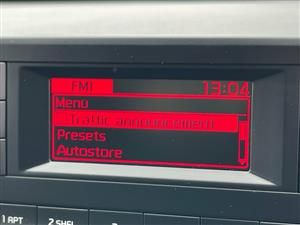 FM1 13:04
Menu
Traffic announcement
Presets
Autostore
1 RPT 2 SHFL